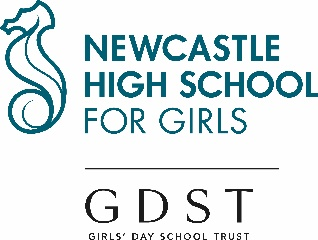 NEWCASTLE
HIGH SCHOOL
FOR GIRLS
GDST
GIRLS' DAY SCHOOL TRUST